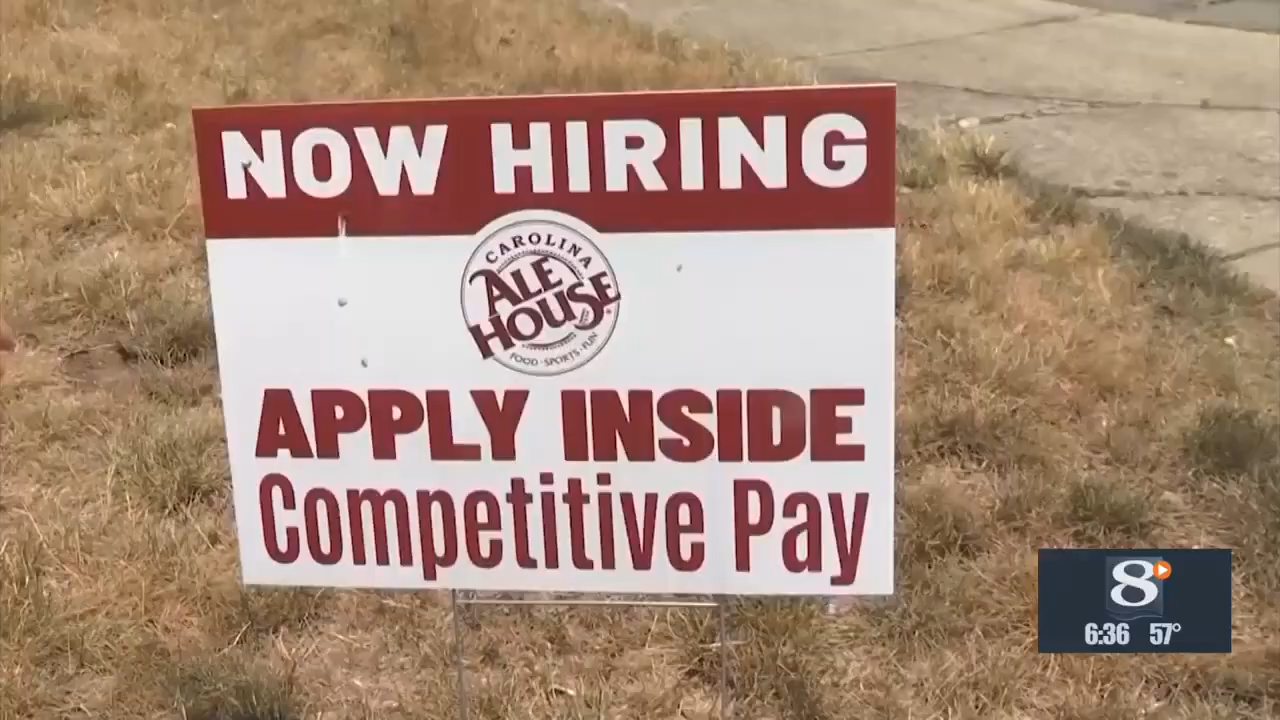 NOW HIRING
CAROLINA
ALE
HOUSE
FOOD • SPORTS • FUN
APPLY INSIDE
Competitive Pay
8
6:36 57°